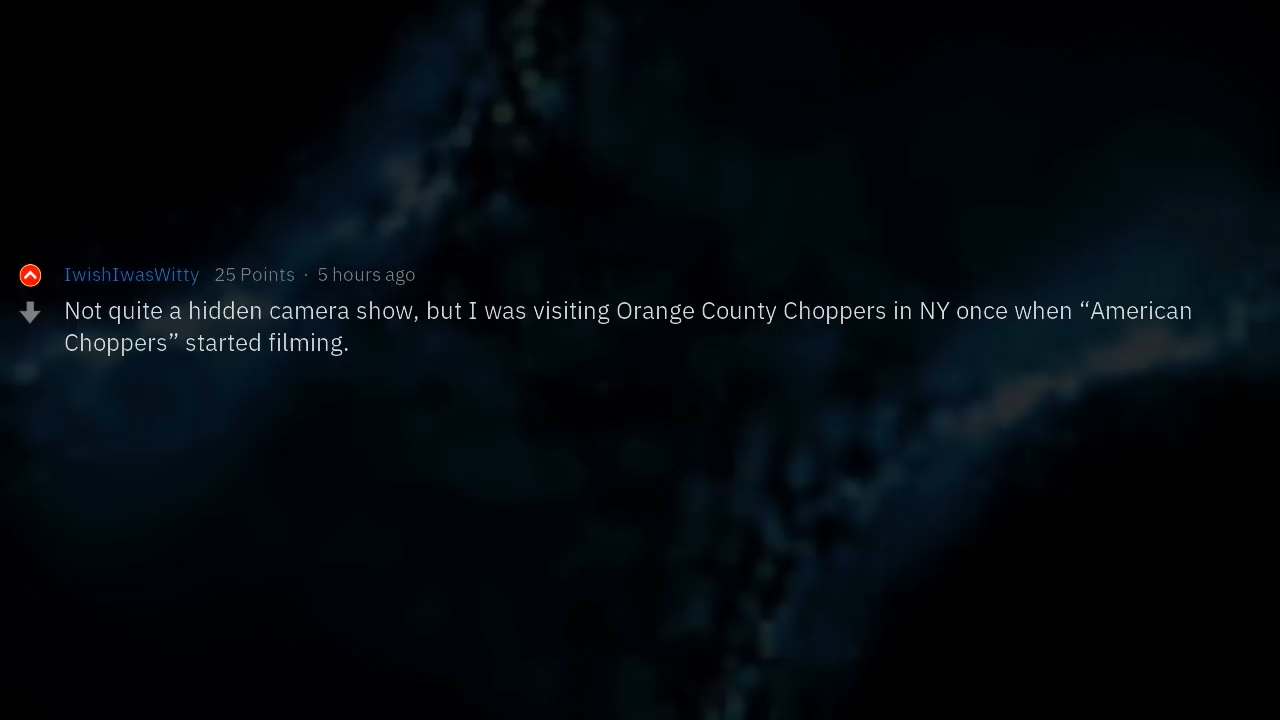 IwishIwasWitty 25 Points · 5 hours ago
Not quite a hidden camera show, but I was visiting Orange County Choppers in NY once when “American
Choppers” started filming.